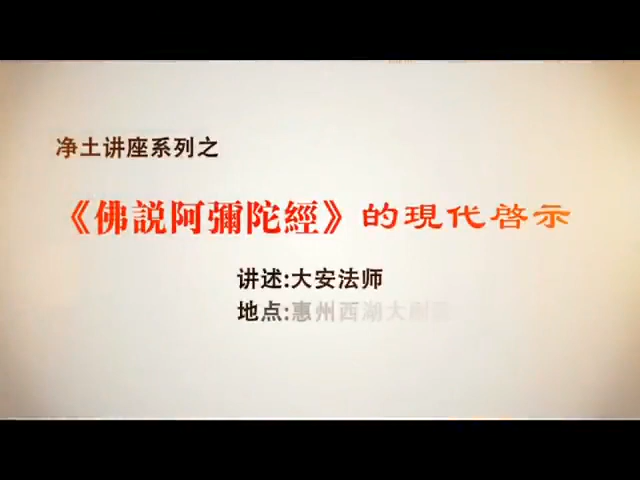 净土讲座系列之
《佛説阿彌陀經》的現代啓示
讲述:大安法师
地点:惠州西湖大剧